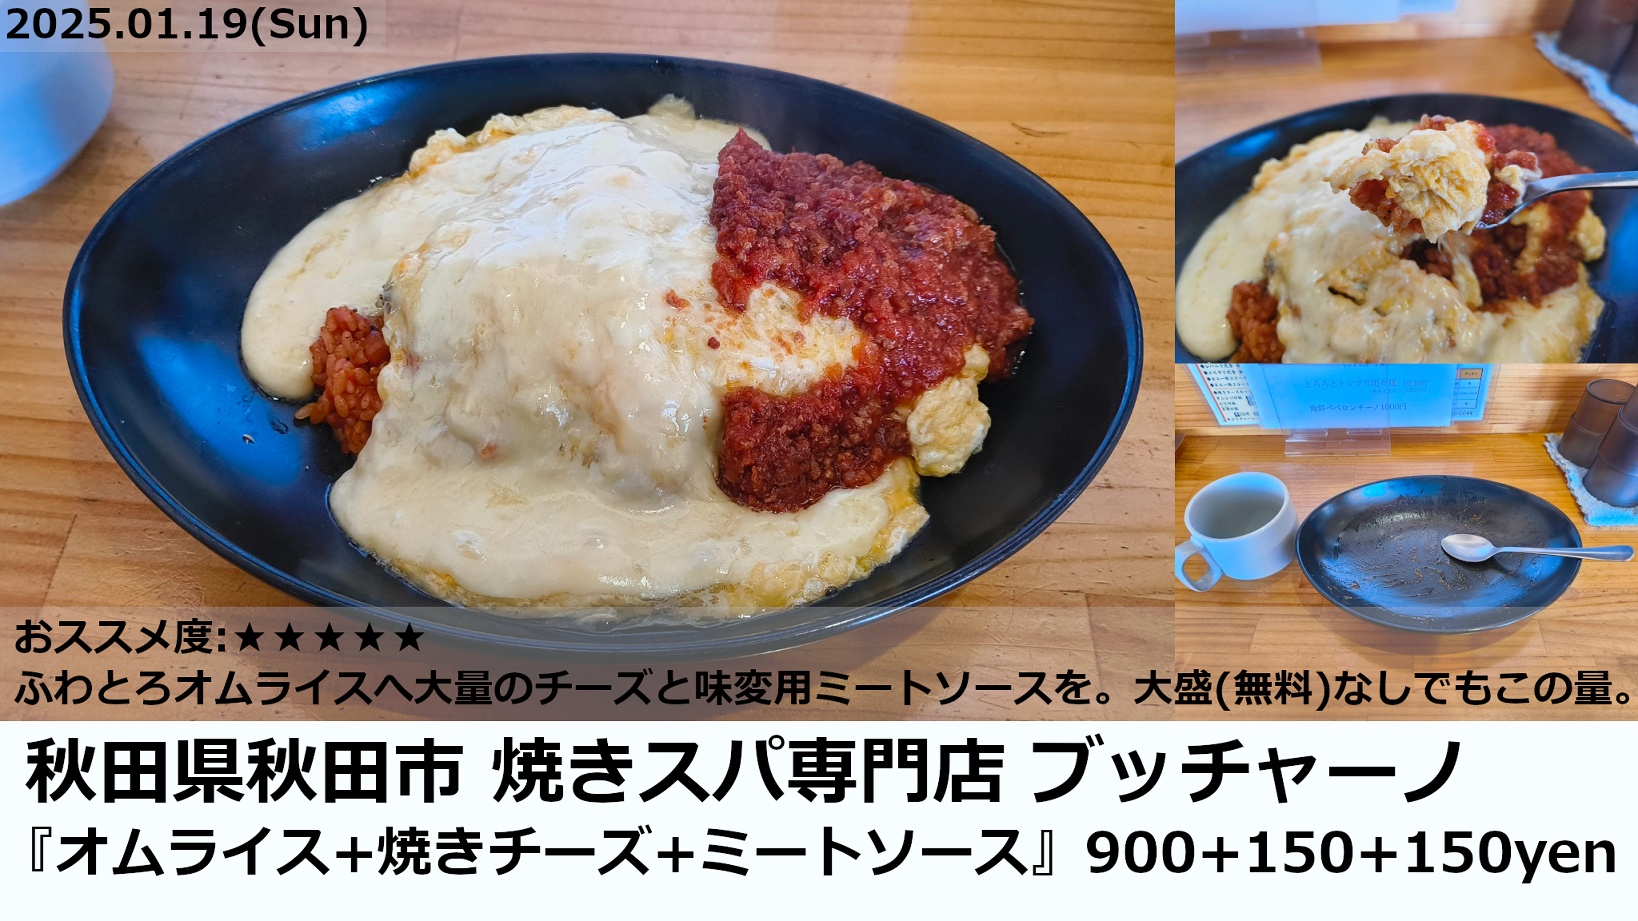 2025.01.19(Sun)
おススメ度:★★★★★
ふわとろオムライスへ大量のチーズと味変用ミートソースを。大盛(無料)なしでもこの量。
秋田県秋田市 焼きスパ専門店 ブッチャーノ
『オムライス+焼きチーズ+ミートソース』900+150+150yen